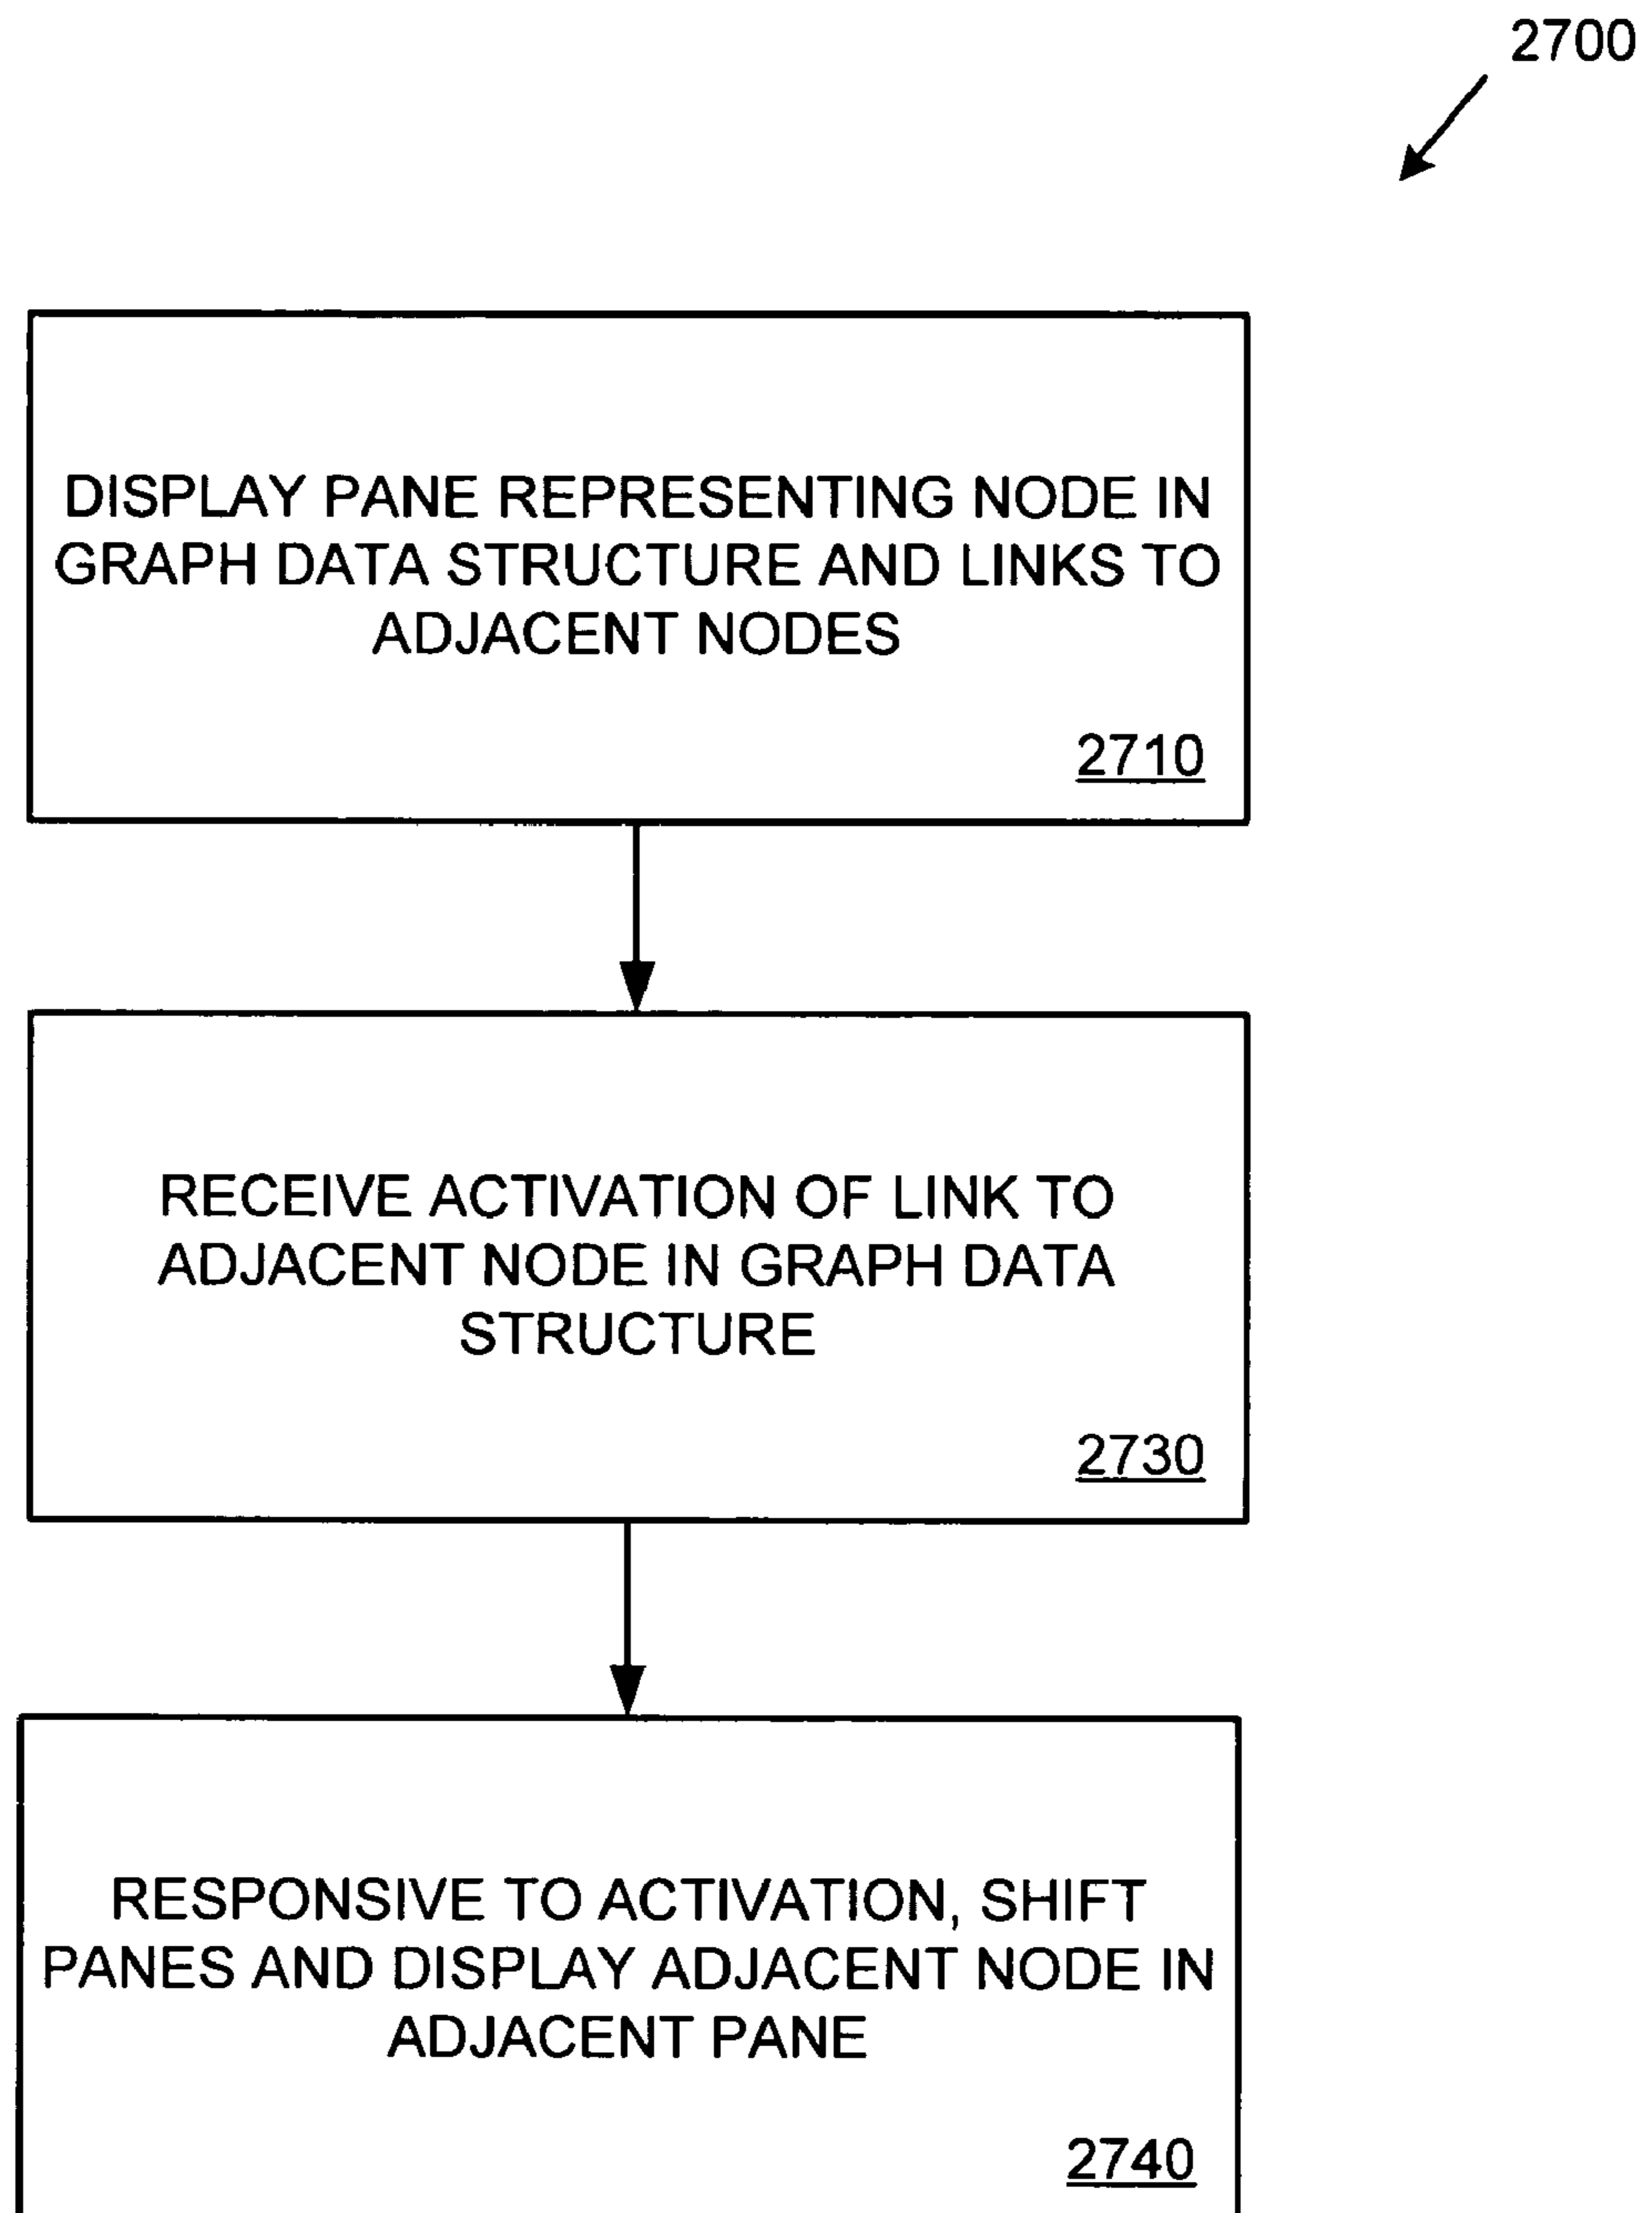 2700
DISPLAY PANE REPRESENTING NODE IN
GRAPH DATA STRUCTURE AND LINKS TO
ADJACENT NODES
2710
RECEIVE ACTIVATION OF LINK TO
ADJACENT NODE IN GRAPH DATA
STRUCTURE
2730
RESPONSIVE TO ACTIVATION, SHIFT
PANES AND DISPLAY ADJACENT NODE IN
ADJACENT PANE
2740